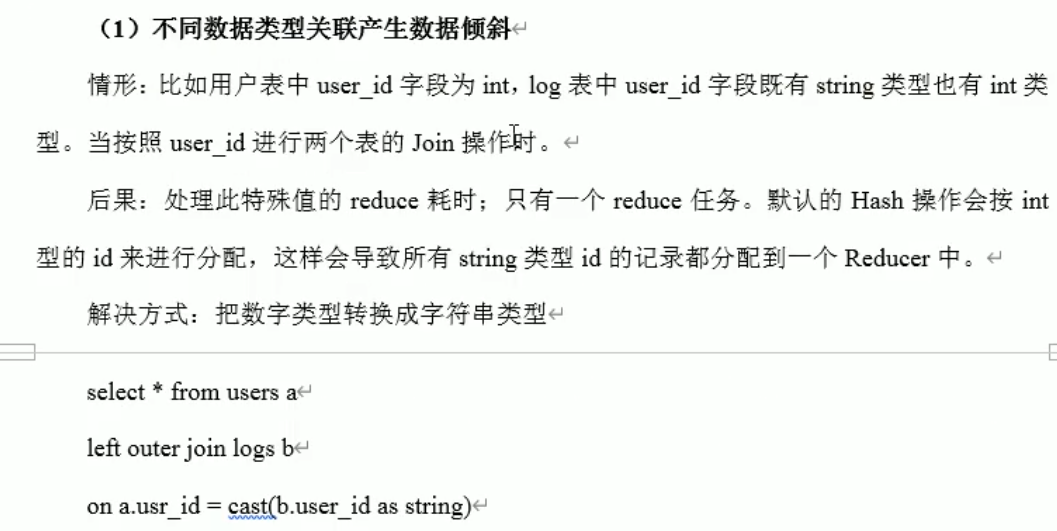 （1）不同数据类型关联产生数据倾斜↵
情形：比如用户表中 user_id 字段为 int，log 表中 user_id 字段既有 string 类型也有 int 类
型。当按照 user_id 进行两个表的 Join 操作时。↵
后果：处理此特殊值的 reduce 耗时；只有一个 reduce 任务。默认的 Hash 操作会按 int
型的 id 来进行分配，这样会导致所有 string 类型 id 的记录都分配到一个 Reducer 中。↵
解决方式：把数字类型转换成字符串类型↵
select * from users a↵
left outer join logs b↵
on a.usr_id = cast(b.user_id as string)↵